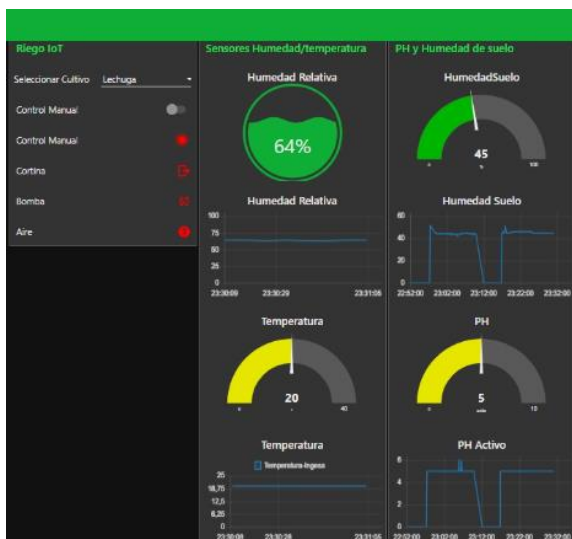 Riego IoT
Seleccionar Cultivo Lechuga
Control Manual
Control Manual
Cortina
Bomba
Aire
Sensores Humedad/temperatura
Humedad Relativa
64%
Humedad Relativa
100
75
50
25
0
23:30:09 23:30:29 23:31:05
Temperatura
20
0 40
Temperatura
Temperatura-Ingesa
25
18,75
12,5
6,25
0
23:30:08 23:30:28 23:31:05
PH y Humedad de suelo
HumedadSuelo
45
%
0 100
Humedad Suelo
60
40
20
0
22:52:00 23:02:00 23:12:00 23:22:00 23:32:00
PH
5
0 10
PH Activo
6
4
2
0
22:52:00 23:02:00 23:12:00 23:22:00 23:32:00